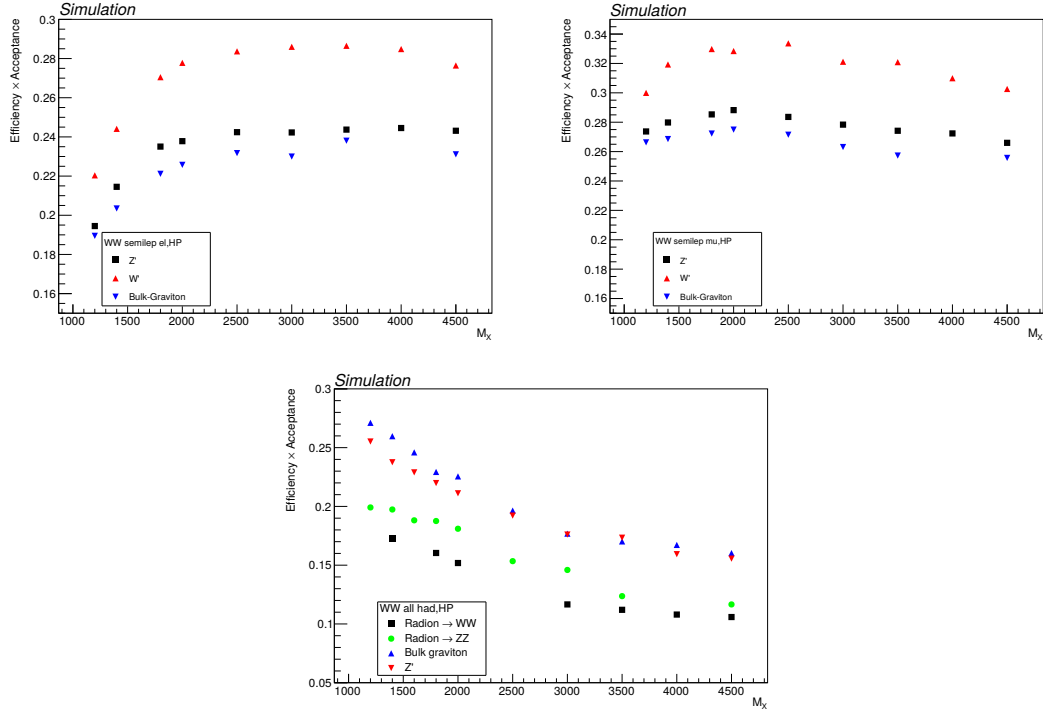 Simulation
Efficiency × Acceptance
0.3
0.28
0.26
0.24
0.22
0.2
0.18
0.16
WW semilep el,HP
Z'
W'
Bulk-Graviton
1000 1500 2000 2500 3000 3500 4000 4500
M_X
Simulation
Efficiency × Acceptance
0.34
0.32
0.3
0.28
0.26
0.24
0.22
0.2
0.18
0.16
WW semilep mu,HP
Z'
W'
Bulk-Graviton
1000 1500 2000 2500 3000 3500 4000 4500
M_X
Simulation
Efficiency × Acceptance
0.3
0.25
0.2
0.15
0.1
0.05
WW all had,HP
Radion → WW
Radion → ZZ
Bulk graviton
Z'
1000 1500 2000 2500 3000 3500 4000 4500
M_X